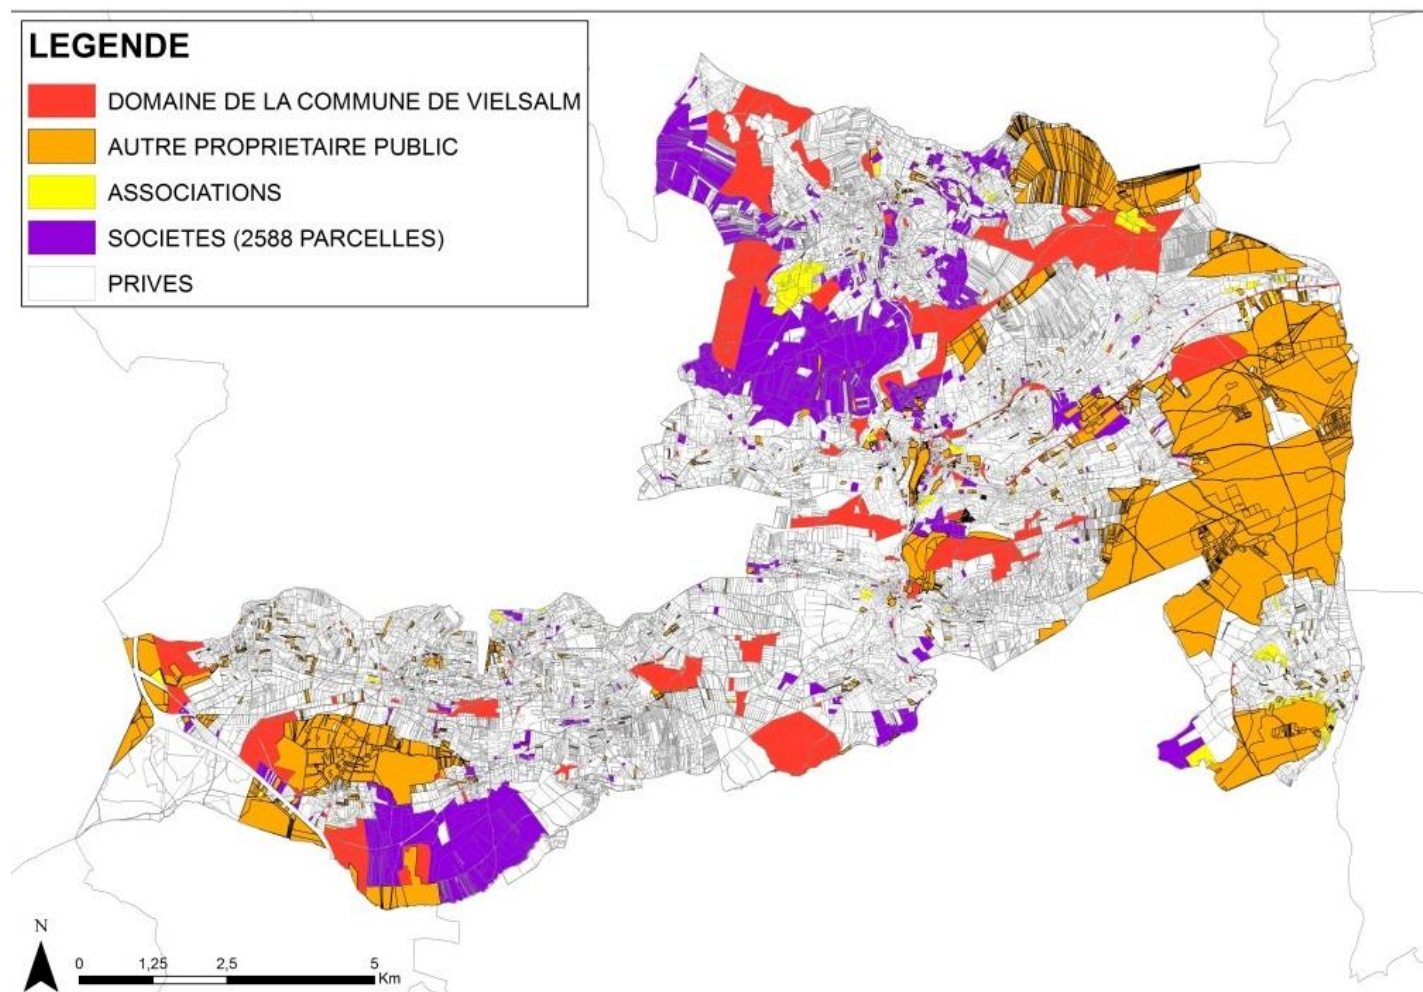 LEGENDE
DOMAINE DE LA COMMUNE DE VIELSALM
AUTRE PROPRIETAIRE PUBLIC
ASSOCIATIONS
SOCIETES (2588 PARCELLES)
PRIVES
N
0 1,25 2,5 5
Km